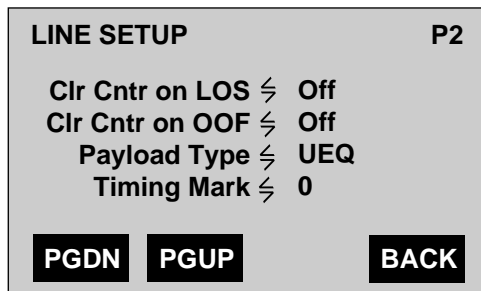 LINE SETUP P2
Clr Cntr on LOS Off
Clr Cntr on OOF Off
Payload Type UEQ
Timing Mark 0
PGDN PGUP BACK